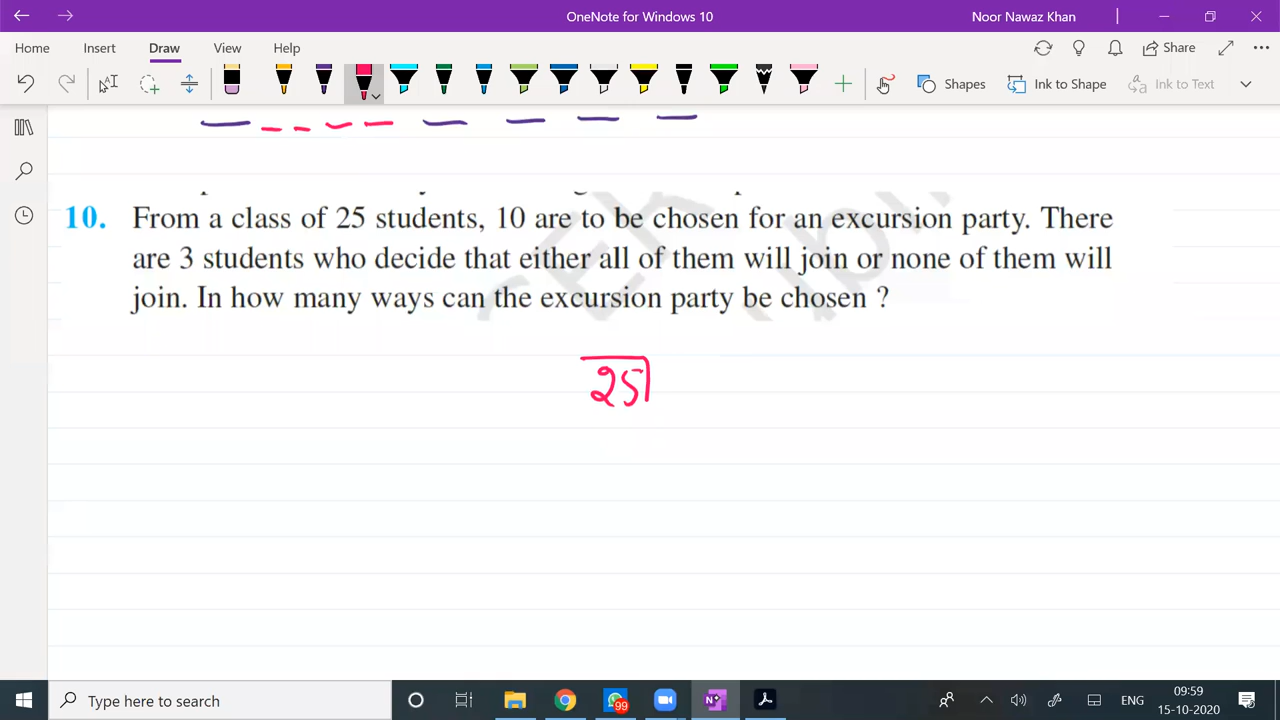 OneNote for Windows 10
Noor Nawaz Khan
Home Insert Draw View Help
Share
Shapes Ink to Shape Ink to Text
10. From a class of 25 students, 10 are to be chosen for an excursion party. There
are 3 students who decide that either all of them will join or none of them will
join. In how many ways can the excursion party be chosen ?
25
Type here to search
99
ENG
09:59
15-10-2020